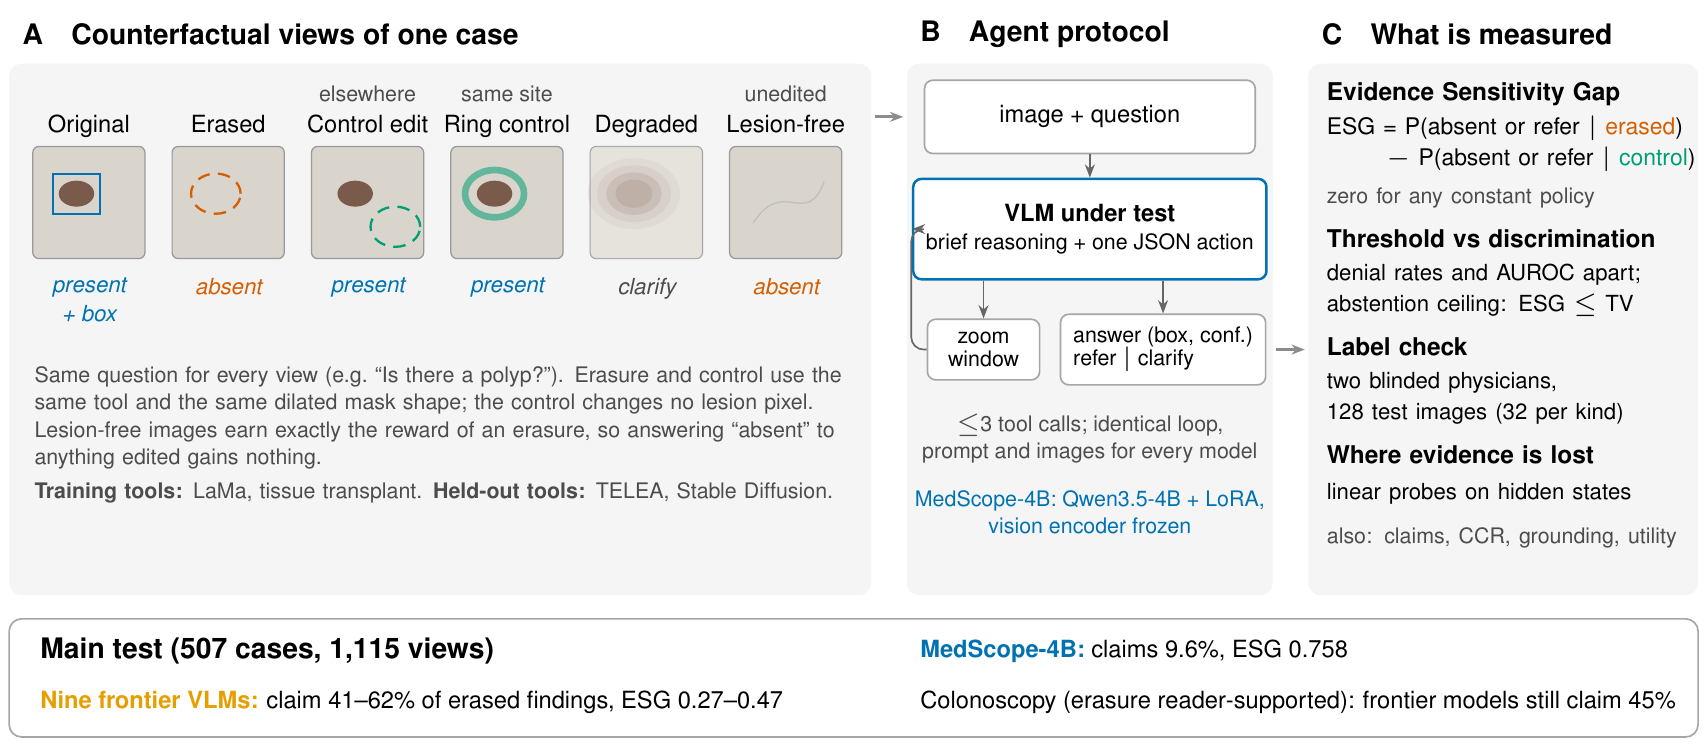 A Counterfactual views of one case
Original
Erased
elsewhere
Control edit
same site
Ring control
Degraded
unedited
Lesion-free
present
+ box
absent
present
present
clarify
absent
Same question for every view (e.g. “Is there a polyp?”). Erasure and control use the
same tool and the same dilated mask shape; the control changes no lesion pixel.
Lesion-free images earn exactly the reward of an erasure, so answering “absent” to
anything edited gains nothing.
Training tools: LaMa, tissue transplant. Held-out tools: TELEA, Stable Diffusion.
B Agent protocol
image + question
VLM under test
brief reasoning + one JSON action
zoom
window
answer (box, conf.)
refer | clarify
≤3 tool calls; identical loop,
prompt and images for every model
MedScope-4B: Qwen3.5-4B + LoRA,
vision encoder frozen
C What is measured
Evidence Sensitivity Gap
ESG = P(absent or refer | erased)
− P(absent or refer | control)
zero for any constant policy
Threshold vs discrimination
denial rates and AUROC apart;
abstention ceiling: ESG ≤ TV
Label check
two blinded physicians,
128 test images (32 per kind)
Where evidence is lost
linear probes on hidden states
also: claims, CCR, grounding, utility
Main test (507 cases, 1,115 views)
Nine frontier VLMs: claim 41–62% of erased findings, ESG 0.27–0.47
MedScope-4B: claims 9.6%, ESG 0.758
Colonoscopy (erasure reader-supported): frontier models still claim 45%